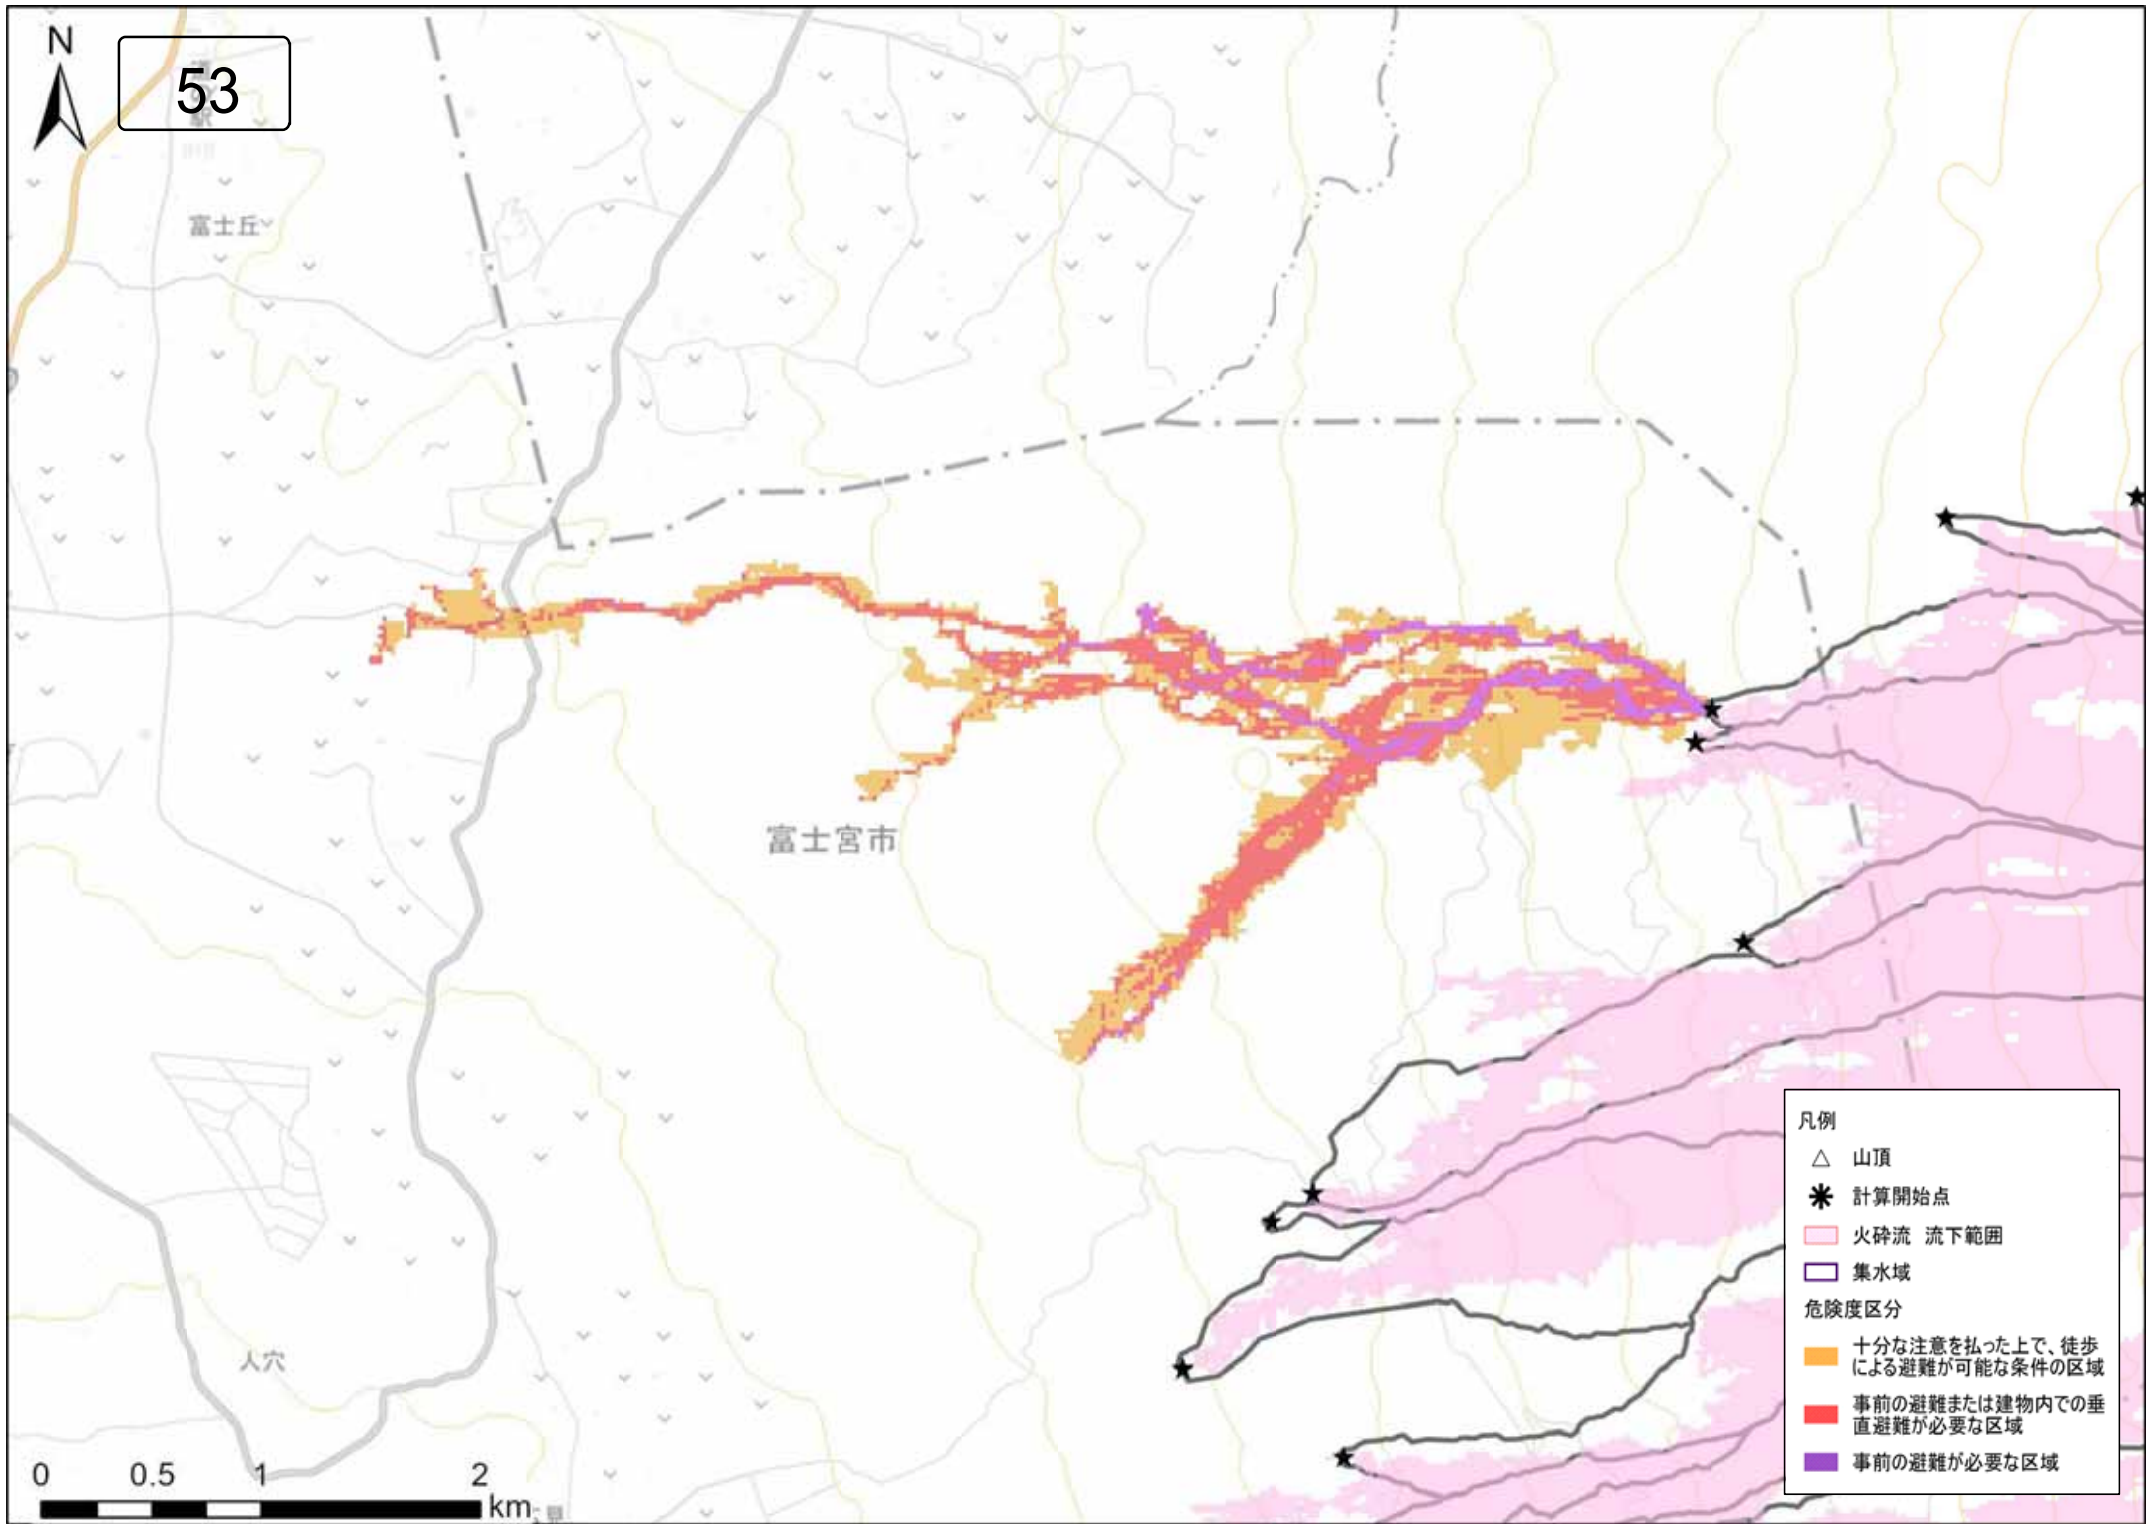 N
53
富士丘
富士宮市
人穴
0 0.5 1 2
km
凡例
山頂
計算開始点
火砕流 流下範囲
集水域
危険度区分
十分な注意を払った上で、徒歩
による避難が可能な条件の区域
事前の避難または建物内での垂
直避難が必要な区域
事前の避難が必要な区域